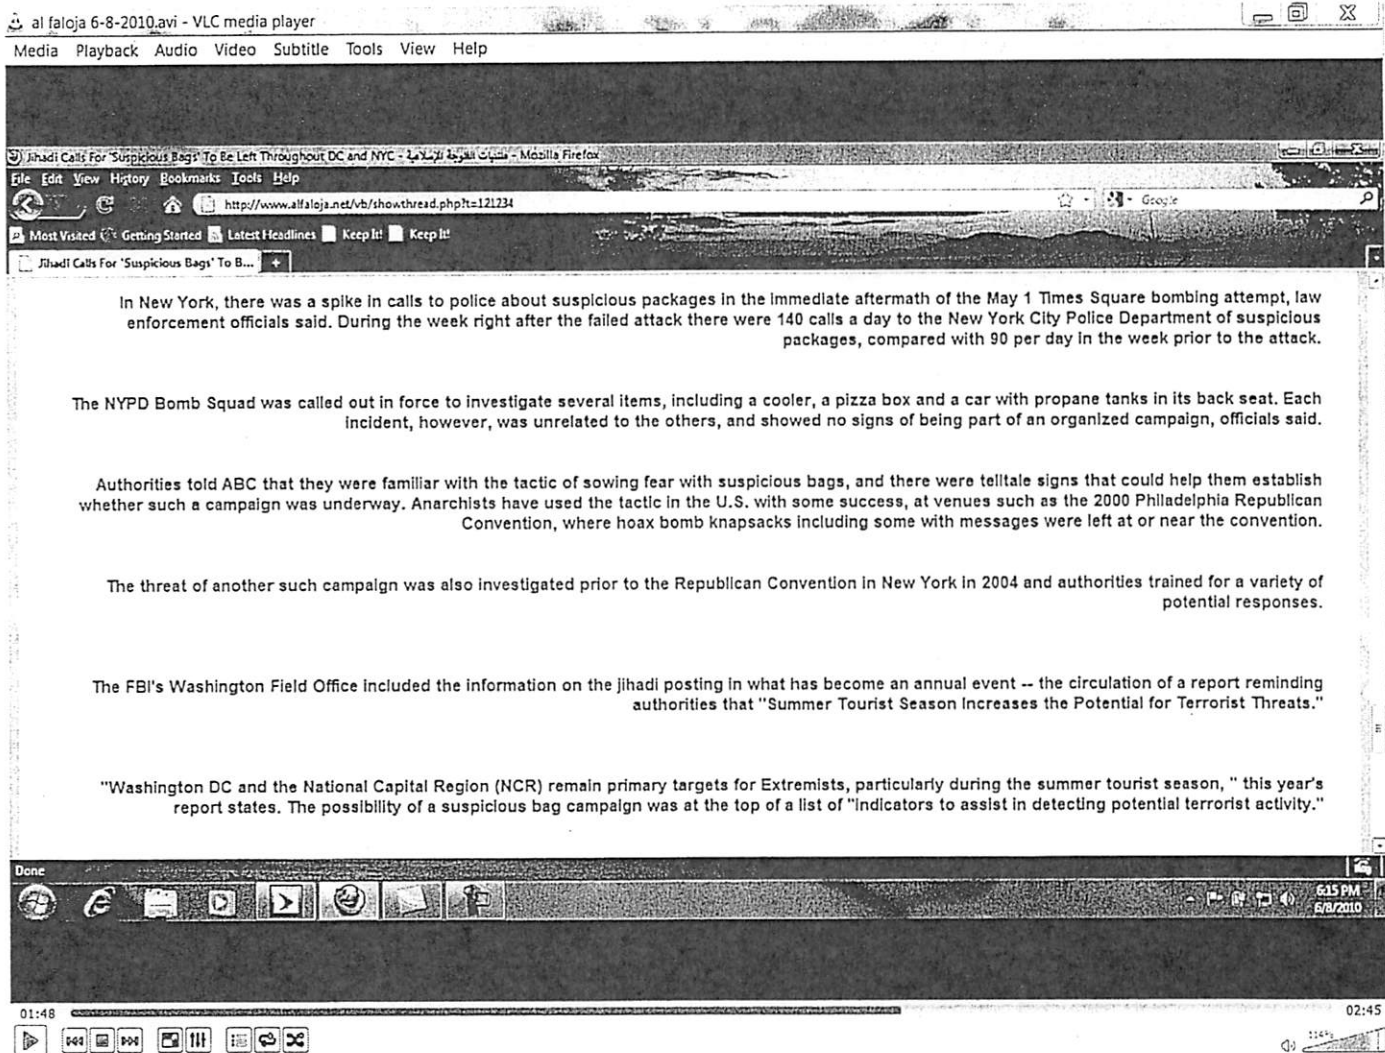 al faloja 6-8-2010.avi - VLC media player
Media Playback Audio Video Subtitle Tools View Help
Jihadi Calls For 'Suspicious Bags' To Be Left Throughout DC and NYC - منتديات الفلوجة الإسلامية - Mozilla Firefox
File Edit View History Bookmarks Tools Help
http://www.alfaloja.net/vb/showthread.php?t=121234
Google
Most Visited Getting Started Latest Headlines Keep It! Keep It!
Jihadi Calls For 'Suspicious Bags' To B...
In New York, there was a spike in calls to police about suspicious packages in the immediate aftermath of the May 1 Times Square bombing attempt, law
enforcement officials said. During the week right after the failed attack there were 140 calls a day to the New York City Police Department of suspicious
packages, compared with 90 per day in the week prior to the attack.
The NYPD Bomb Squad was called out in force to investigate several items, including a cooler, a pizza box and a car with propane tanks in its back seat. Each
incident, however, was unrelated to the others, and showed no signs of being part of an organized campaign, officials said.
Authorities told ABC that they were familiar with the tactic of sowing fear with suspicious bags, and there were telltale signs that could help them establish
whether such a campaign was underway. Anarchists have used the tactic in the U.S. with some success, at venues such as the 2000 Philadelphia Republican
Convention, where hoax bomb knapsacks including some with messages were left at or near the convention.
The threat of another such campaign was also investigated prior to the Republican Convention in New York in 2004 and authorities trained for a variety of
potential responses.
The FBI's Washington Field Office included the information on the jihadi posting in what has become an annual event -- the circulation of a report reminding
authorities that "Summer Tourist Season Increases the Potential for Terrorist Threats."
"Washington DC and the National Capital Region (NCR) remain primary targets for Extremists, particularly during the summer tourist season, " this year's
report states. The possibility of a suspicious bag campaign was at the top of a list of "indicators to assist in detecting potential terrorist activity."
Done
6:15 PM
6/8/2010
01:48
02:45